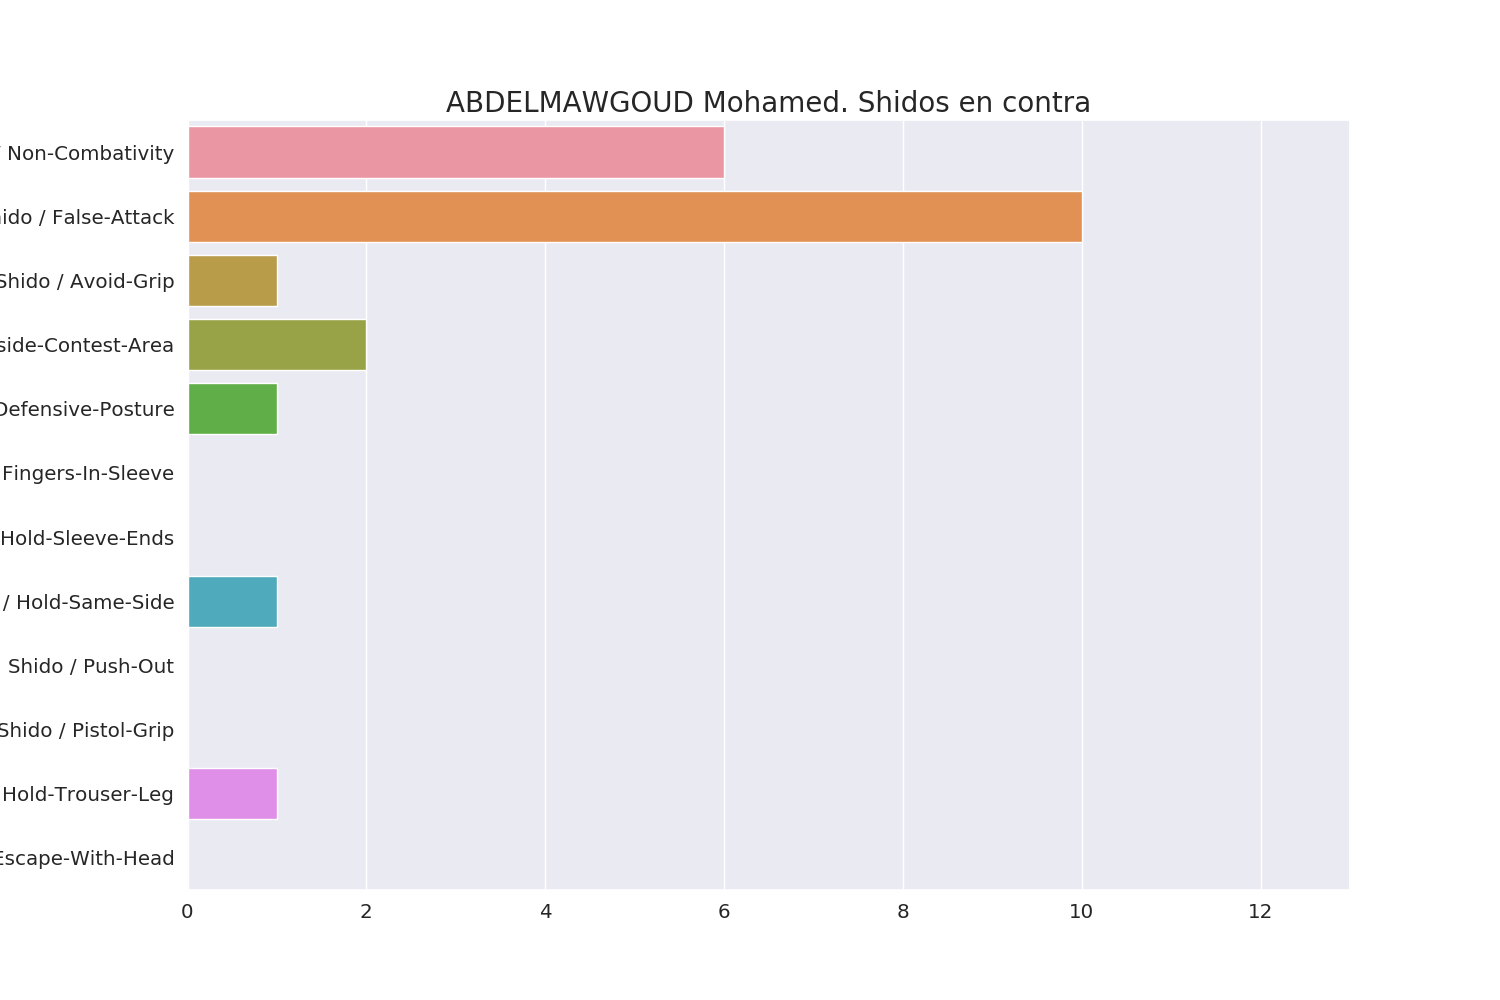 ABDELMAWGOUD Mohamed. Shidos en contra
/ Non-Combativity
ido / False-Attack
Shido / Avoid-Grip
side-Contest-Area
Defensive-Posture
Fingers-In-Sleeve
Hold-Sleeve-Ends
/ Hold-Same-Side
Shido / Push-Out
Shido / Pistol-Grip
Hold-Trouser-Leg
Escape-With-Head
0 2 4 6 8 10 12